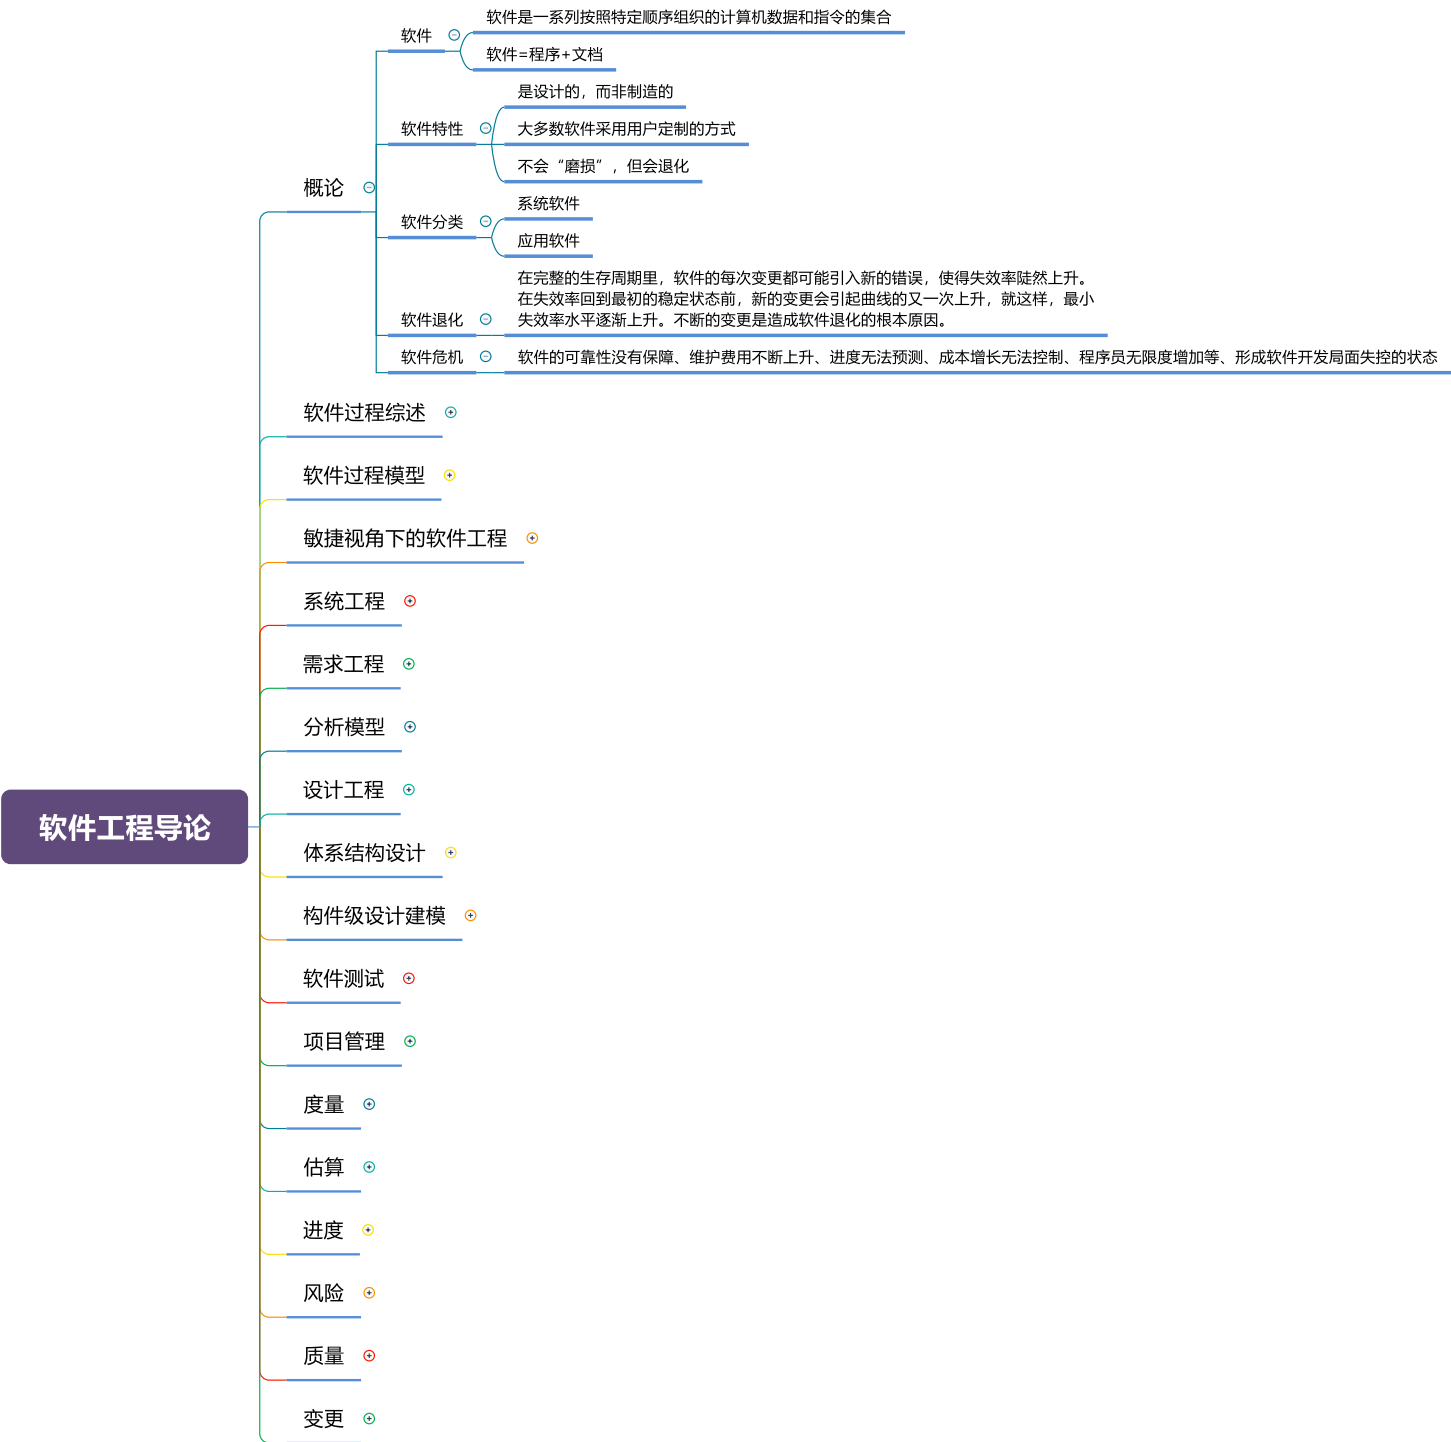 软件工程导论
概论
软件
软件是一系列按照特定顺序组织的计算机数据和指令的集合
软件=程序+文档
软件特性
是设计的，而非制造的
大多数软件采用用户定制的方式
不会“磨损”，但会退化
软件分类
系统软件
应用软件
软件退化
在完整的生存周期里，软件的每次变更都可能引入新的错误，使得失效率陡然上升。
在失效率回到最初的稳定状态前，新的变更会引起曲线的又一次上升，就这样，最小
失效率水平逐渐上升。不断的变更是造成软件退化的根本原因。
软件危机
软件的可靠性没有保障、维护费用不断上升、进度无法预测、成本增长无法控制、程序员无限度增加等、形成软件开发局面失控的状态
软件过程综述
软件过程模型
敏捷视角下的软件工程
系统工程
需求工程
分析模型
设计工程
体系结构设计
构件级设计建模
软件测试
项目管理
度量
估算
进度
风险
质量
变更